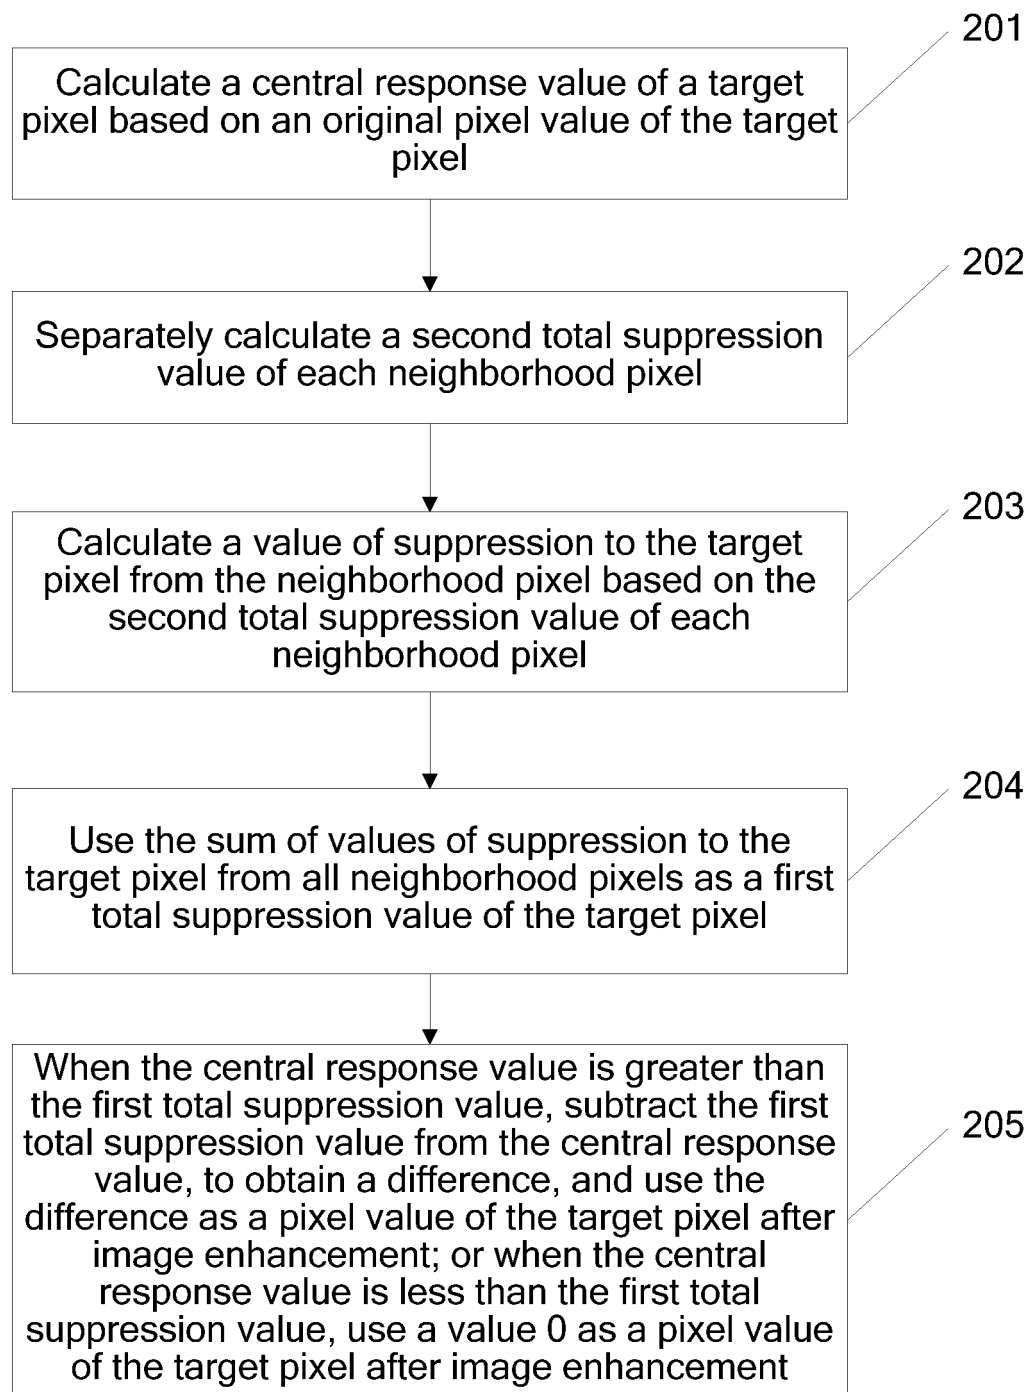 201
Calculate a central response value of a target
pixel based on an original pixel value of the target
pixel
202
Separately calculate a second total suppression
value of each neighborhood pixel
203
Calculate a value of suppression to the target
pixel from the neighborhood pixel based on the
second total suppression value of each
neighborhood pixel
204
Use the sum of values of suppression to the
target pixel from all neighborhood pixels as a first
total suppression value of the target pixel
205
When the central response value is greater than
the first total suppression value, subtract the first
total suppression value from the central response
value, to obtain a difference, and use the
difference as a pixel value of the target pixel after
image enhancement; or when the central
response value is less than the first total
suppression value, use a value 0 as a pixel value
of the target pixel after image enhancement